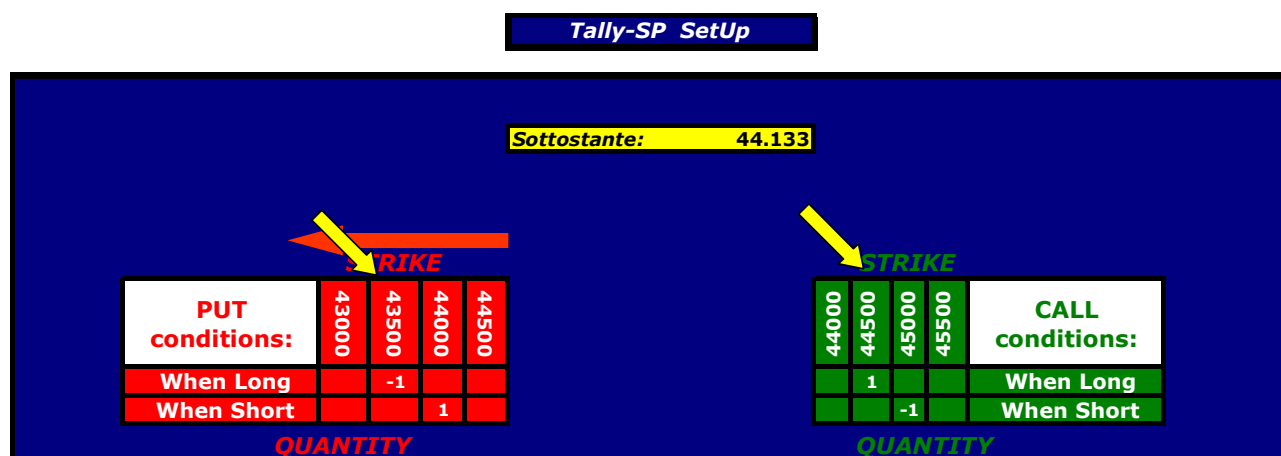 Tally-SP SetUp
Sottostante: 44.133
STRIKE
PUT
conditions:
43000 43500 44000 44500
When Long -1
When Short 1
QUANTITY
STRIKE
44000 44500 45000 45500
CALL
conditions:
1 When Long
-1 When Short
QUANTITY